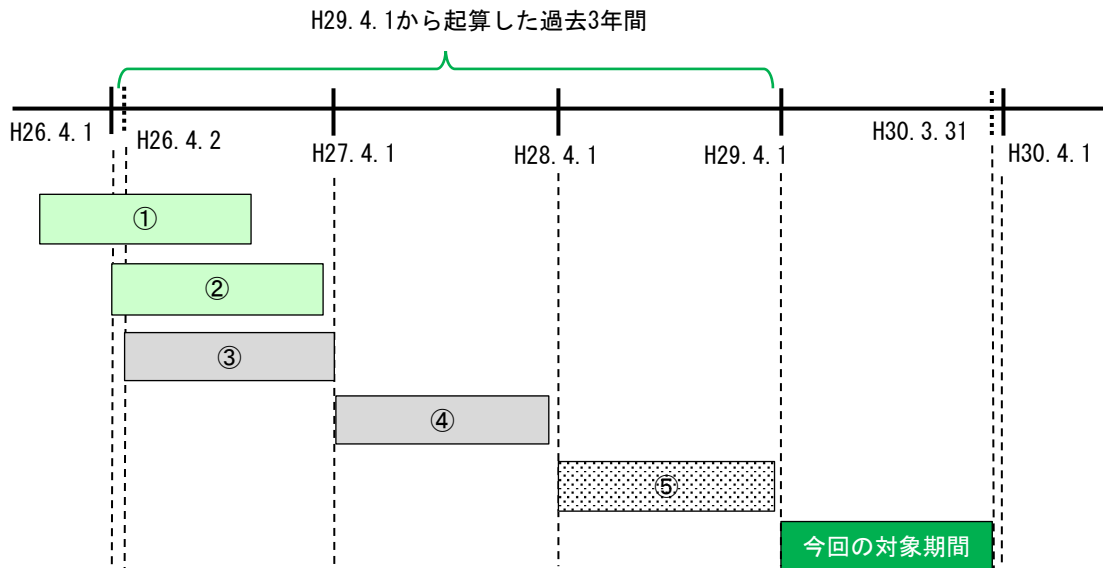 H29.4.1から起算した過去3年間
H26.4.1
H26.4.2
H27.4.1
H28.4.1
H29.4.1
H30.3.31
H30.4.1
①
②
③
④
⑤
今回の対象期間